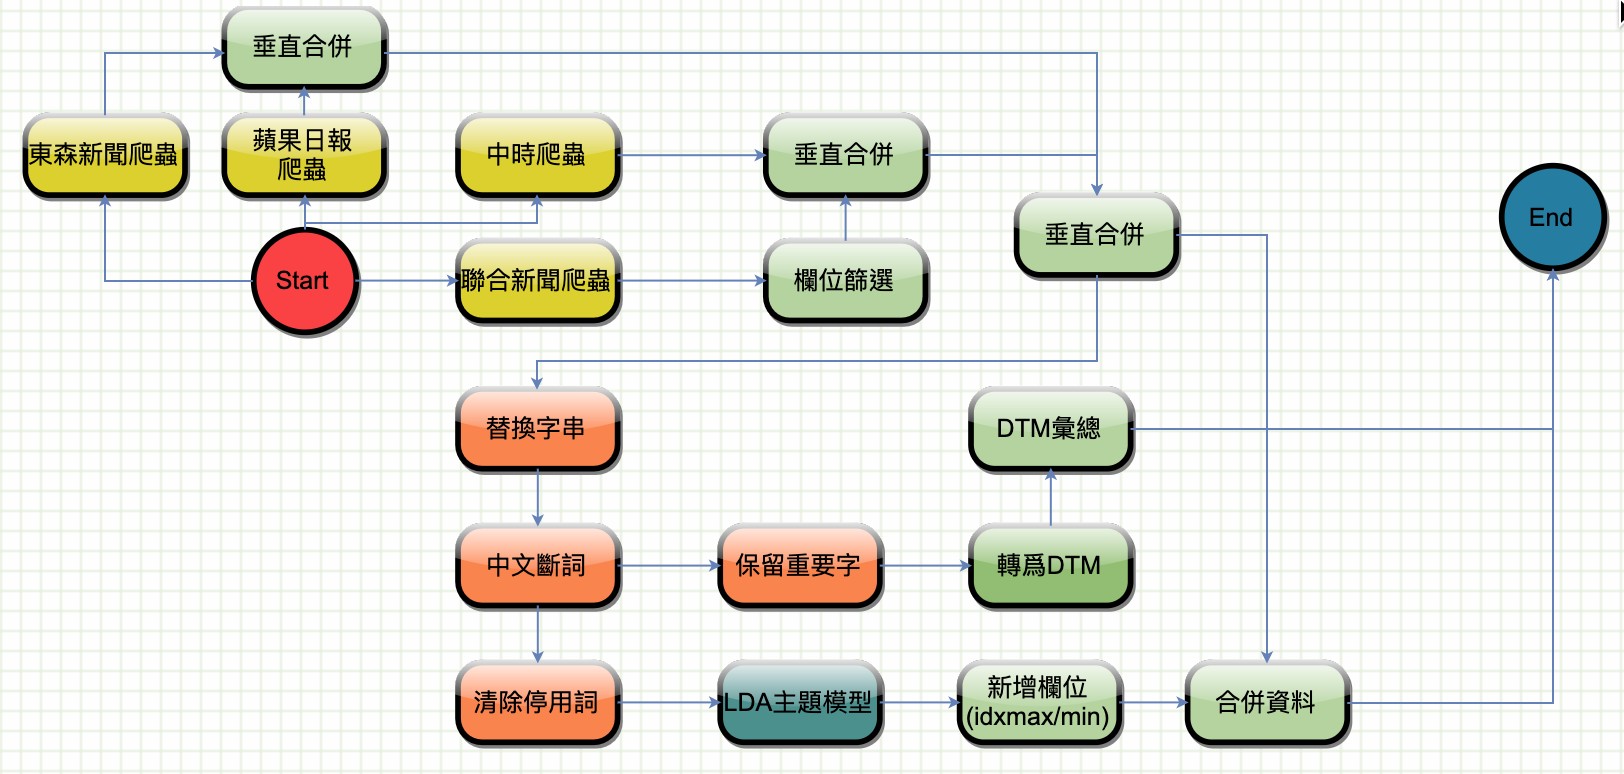 垂直合併
東森新聞爬蟲
蘋果日報
爬蟲
中時爬蟲
垂直合併
垂直合併
End
Start
聯合新聞爬蟲
欄位篩選
替換字串
DTM彙總
中文斷詞
保留重要字
轉爲DTM
清除停用詞
LDA主題模型
新增欄位
(idxmax/min)
合併資料